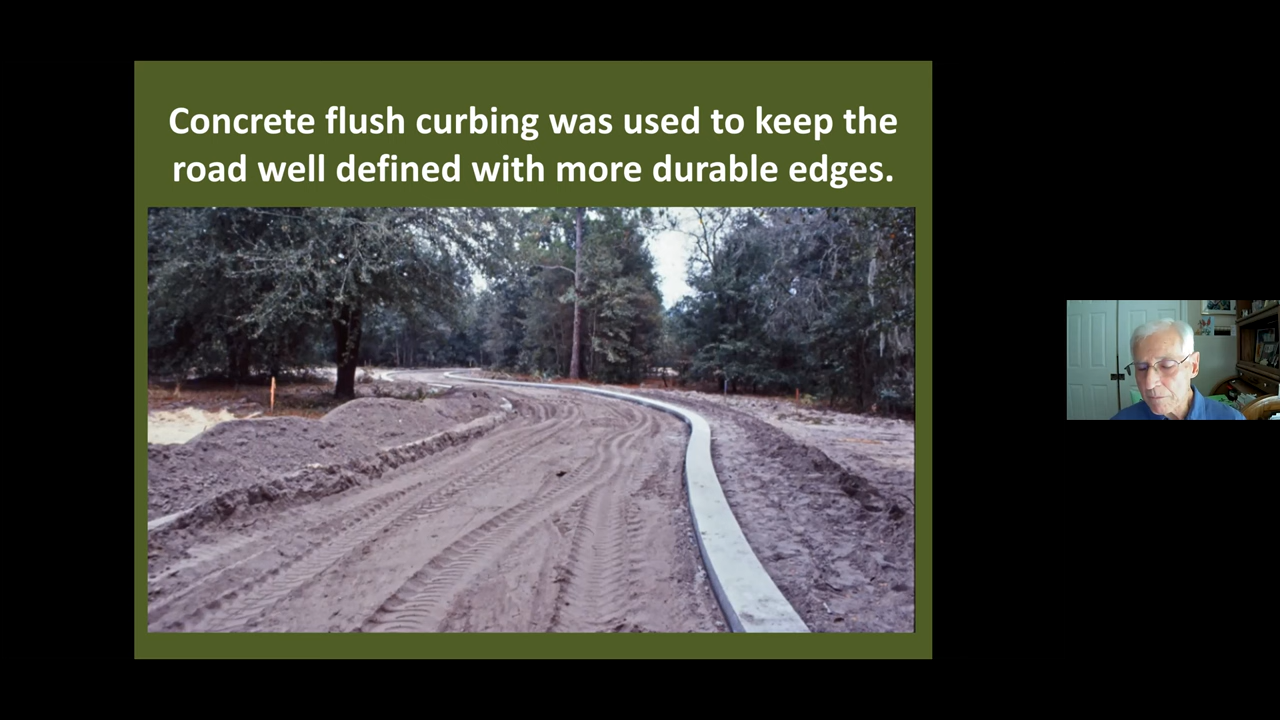 Concrete flush curbing was used to keep the
road well defined with more durable edges.